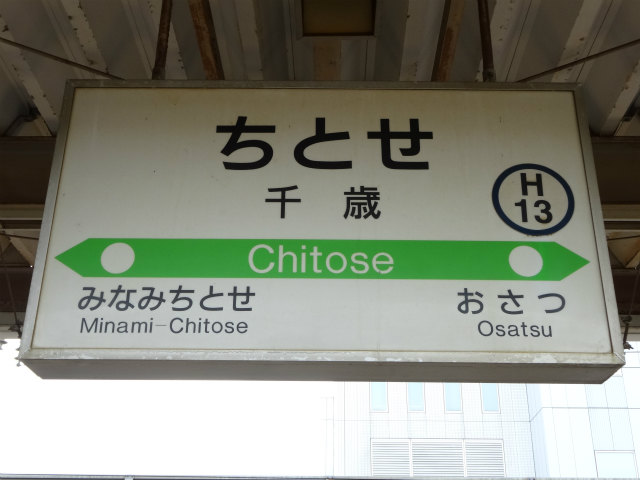 ちとせ
千歳
H
13
Chitose
みなみちとせ
Minami-Chitose
おさつ
Osatsu